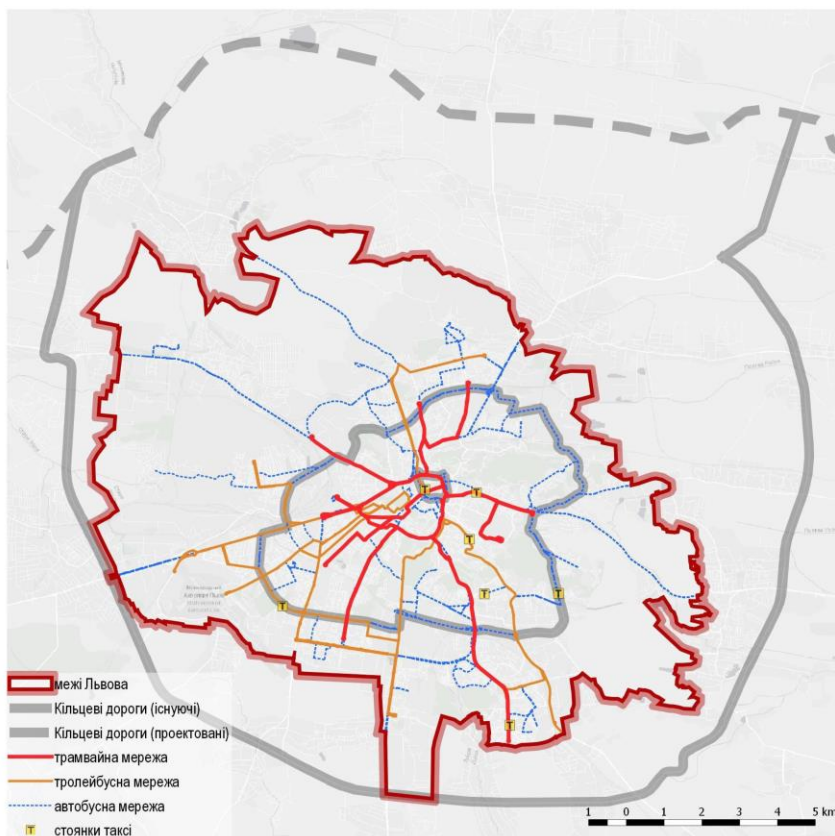 межі Львова
Кільцеві дороги (існуючі)
Кільцеві дороги (проектовані)
трамвайна мережа
тролейбусна мережа
автобусна мережа
T стоянки таксі
1 0 1 2 3 4 5 km
T
T
T
T
T
T
T